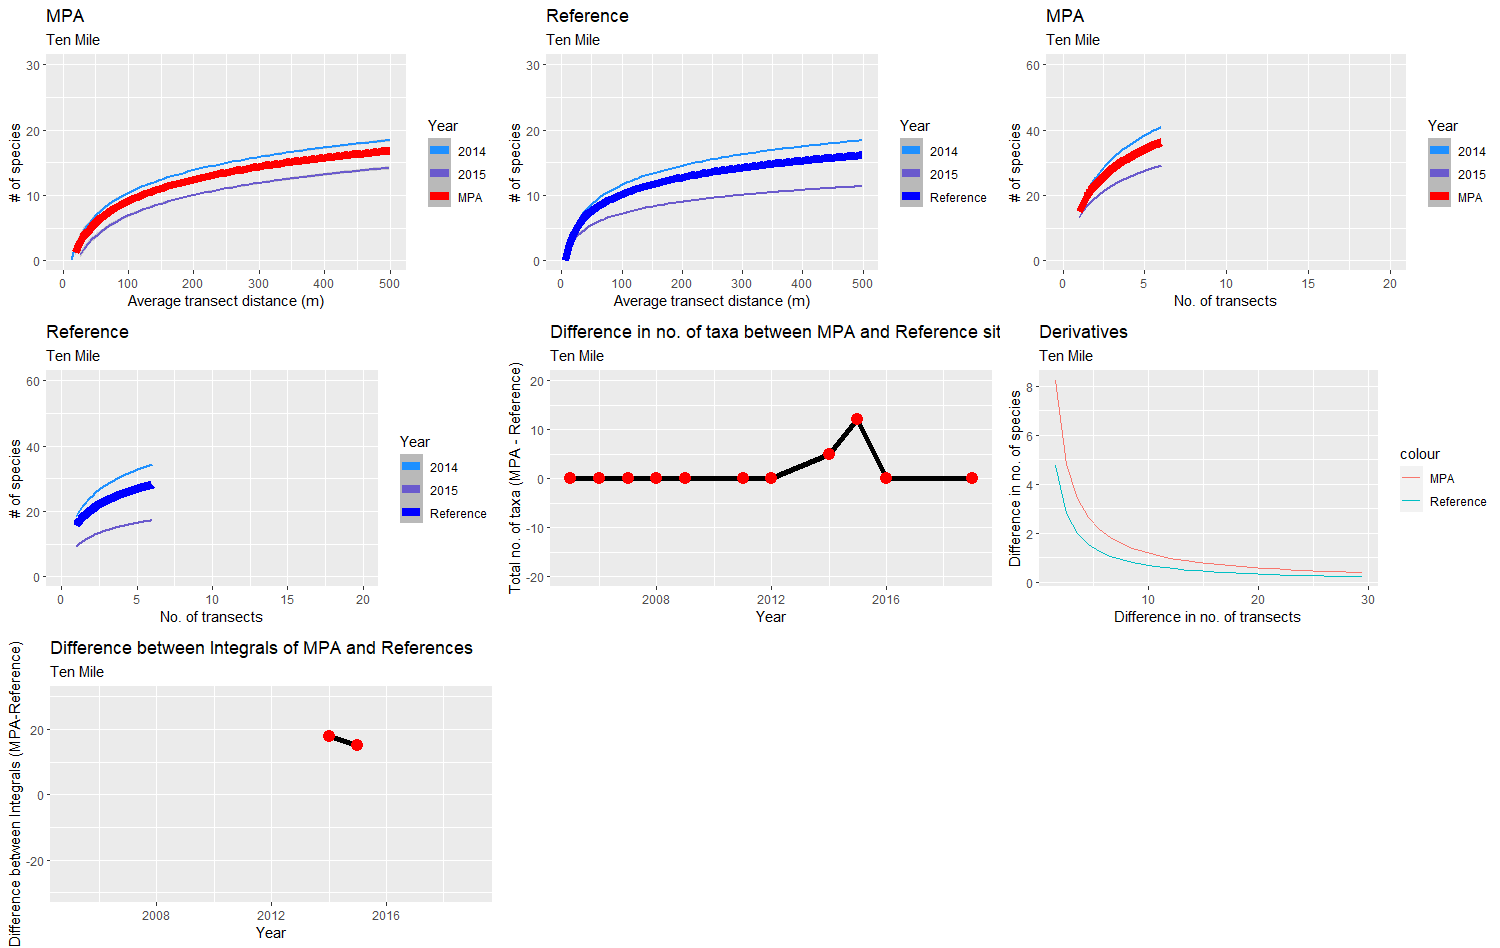 MPA
Ten Mile
# of species
30
20
10
0
0 100 200 300 400 500
Average transect distance (m)
Year
2014
2015
MPA
Reference
Ten Mile
# of species
30
20
10
0
0 100 200 300 400 500
Average transect distance (m)
Year
2014
2015
Reference
MPA
Ten Mile
# of species
60
40
20
0
0 5 10 15 20
No. of transects
Year
2014
2015
MPA
Reference
Ten Mile
# of species
60
40
20
0
0 5 10 15 20
No. of transects
Year
2014
2015
Reference
Difference in no. of taxa between MPA and Reference sit
Ten Mile
Total no. of taxa (MPA - Reference)
20
10
0
-10
-20
2008 2012 2016
Year
Derivatives
Ten Mile
Difference in no. of species
8
6
4
2
0
10 20 30
Difference in no. of transects
colour
MPA
Reference
Difference between Integrals of MPA and References
Ten Mile
Difference between Integrals (MPA-Reference)
20
0
-20
2008 2012 2016
Year